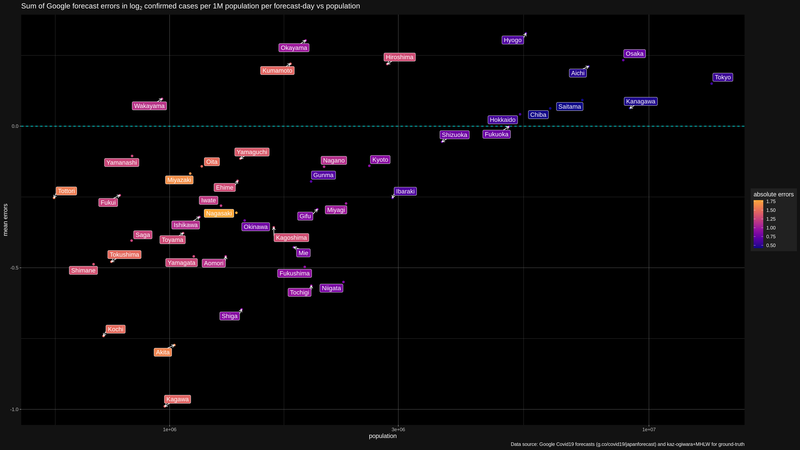 Sum of Google forecast errors in log2 confirmed cases per 1M population per forecast-day vs population
Hyogo
Okayama
Osaka
Hiroshima
Kumamoto
Aichi
Tokyo
Wakayama
Kanagawa
Saitama
Chiba
Hokkaido
0.0
Shizuoka
Fukuoka
Yamaguchi
Yamanashi
Oita
Nagano
Kyoto
Miyazaki
Gunma
Ehime
Tottori
Ibaraki
Fukui
Iwate
Nagasaki
Gifu
Miyagi
Ishikawa
Okinawa
Saga
Toyama
Kagoshima
Tokushima
Mie
Shimane
Yamagata
Aomori
-0.5
Fukushima
Tochigi
Niigata
Shiga
Kochi
Akita
Kagawa
-1.0
mean errors
1e+06
3e+06
1e+07
population
absolute errors
1.75
1.50
1.25
1.00
0.75
0.50
Data source: Google Covid19 forecasts (g.co/covid19/japanforecast) and kaz-ogiwara+MHLW for ground-truth